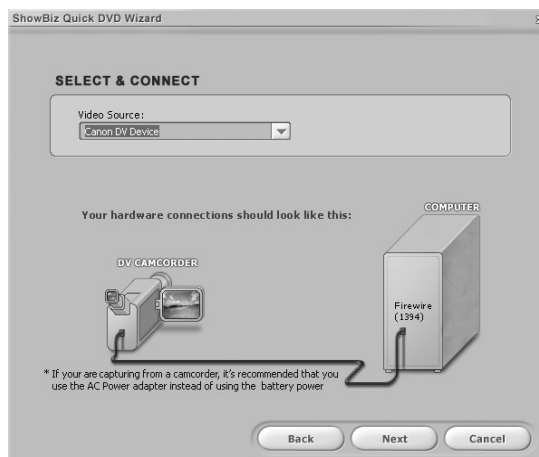 ShowBiz Quick DVD Wizard
SELECT & CONNECT
Video Source:
Canon DV Device
Your hardware connections should look like this:
COMPUTER
DV CAMCORDER
Firewire
(1394)
* If your are capturing from a camcorder, it's recommended that you
use the AC Power adapter instead of using the battery power
Back
Next
Cancel